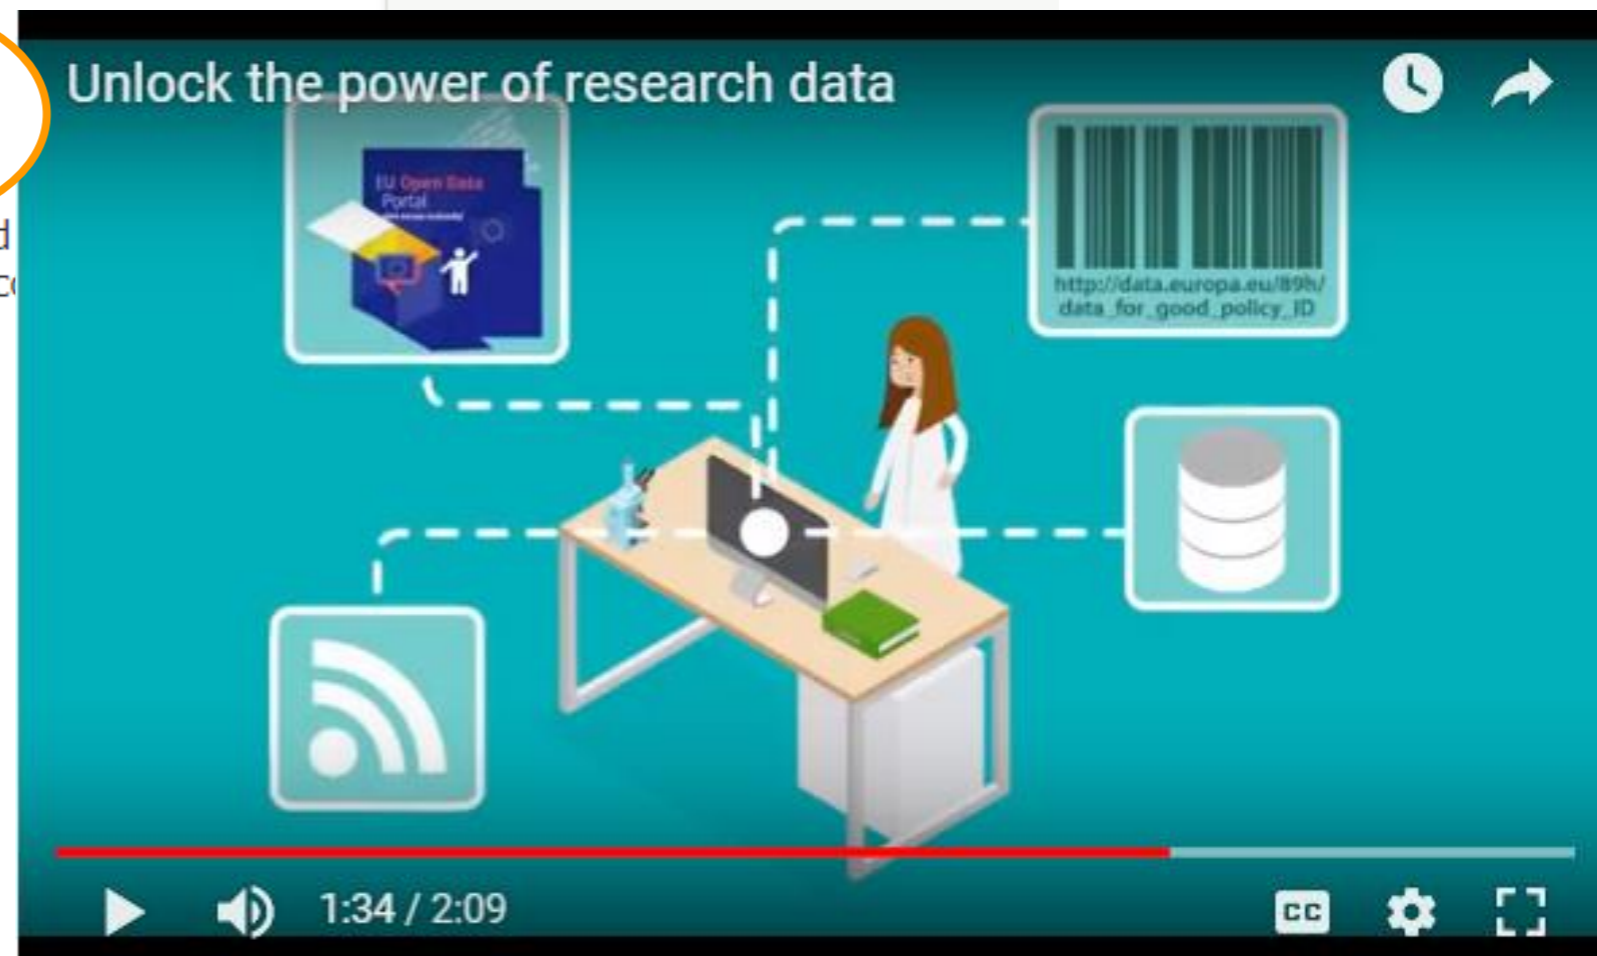 Unlock the power of research data
EU Open Data
Portal
http://data.europa.eu/89h/
data_for_good_policy_ID
d
1:34 / 2:09
CC